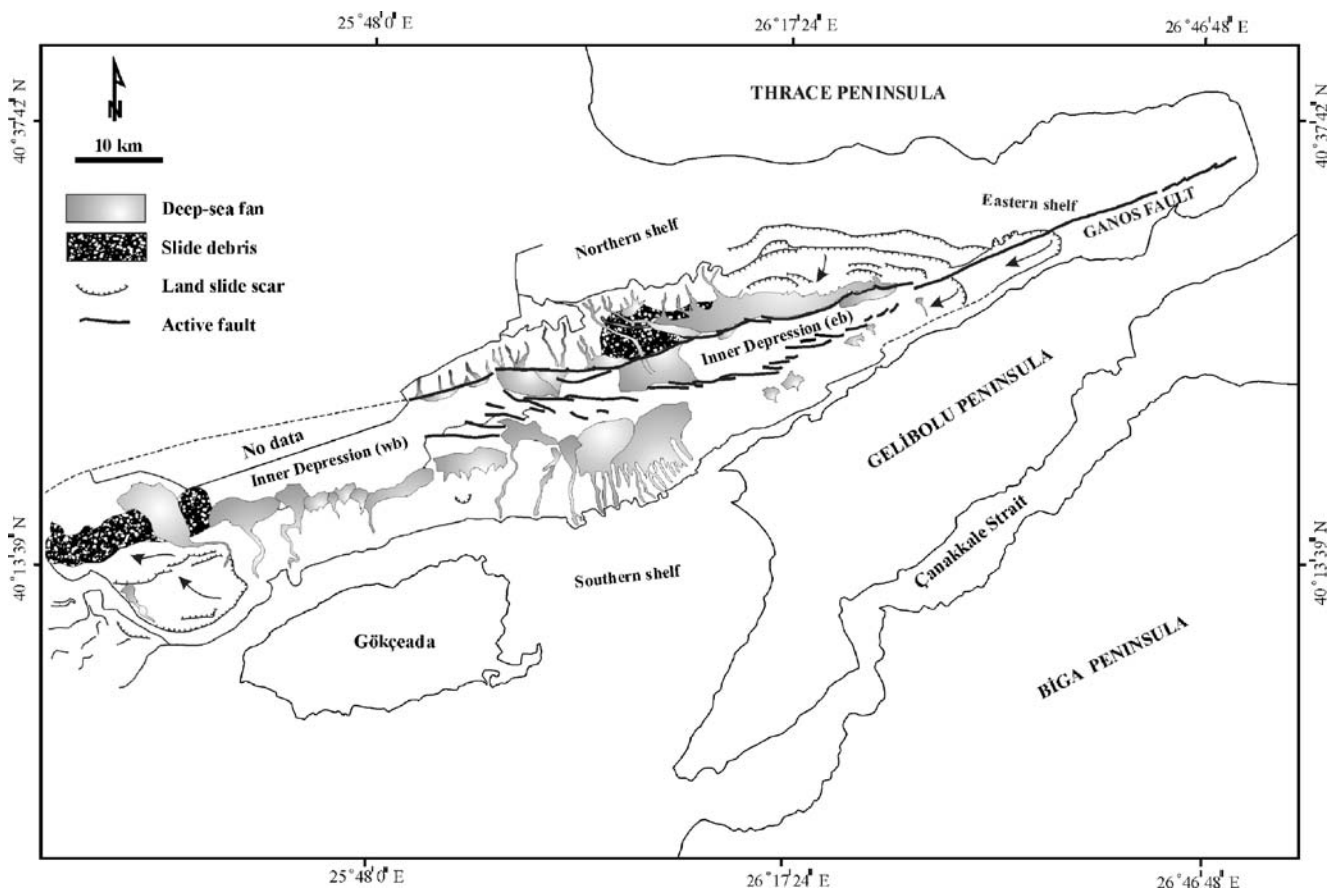 25°48'0" E
26°17'24" E
26°46'48" E
40°37'42" N
40°37'42" N
N
10 km
THRACE PENINSULA
Deep-sea fan
Slide debris
Land slide scar
Active fault
Northern shelf
Eastern shelf
GANOS FAULT
Inner Depression (eb)
No data
Inner Depression (wb)
GELİBOLU PENINSULA
Çanakkale Strait
40°13'39" N
40°13'39" N
Southern shelf
Gökçeada
BİGA PENINSULA
25°48'0" E
26°17'24" E
26°46'48" E